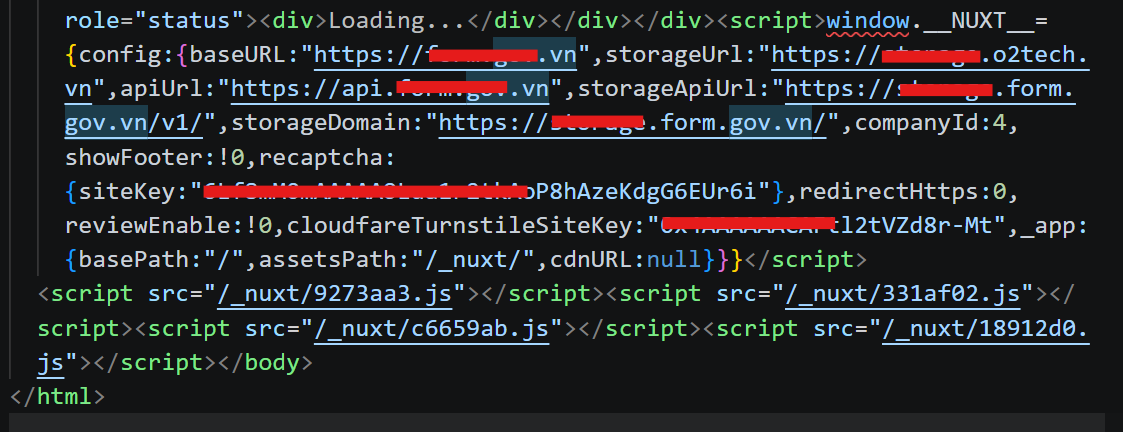 role="status"><div>Loading...</div></div></div><script>window.__NUXT__=
{config:{baseURL:"https:// .vn",storageUrl:"https:// .o2tech.
vn",apiUrl:"https://api. .vn",storageApiUrl:"https:// .form.
gov.vn/v1/",storageDomain:"https:// .form.gov.vn/",companyId:4,
showFooter:!0,recaptcha:
{siteKey:" oP8hAzeKdgG6EUr6i"},redirectHttps:0,
reviewEnable:!0,cloudfareTurnstileSiteKey:" tl2tVZd8r-Mt",_app:
{basePath:"/",assetsPath:"/_nuxt/",cdnURL:null}}}</script>
<script src="/_nuxt/9273aa3.js"></script><script src="/_nuxt/331af02.js"></
script><script src="/_nuxt/c6659ab.js"></script><script src="/_nuxt/18912d0.
js"></script></body>
</html>